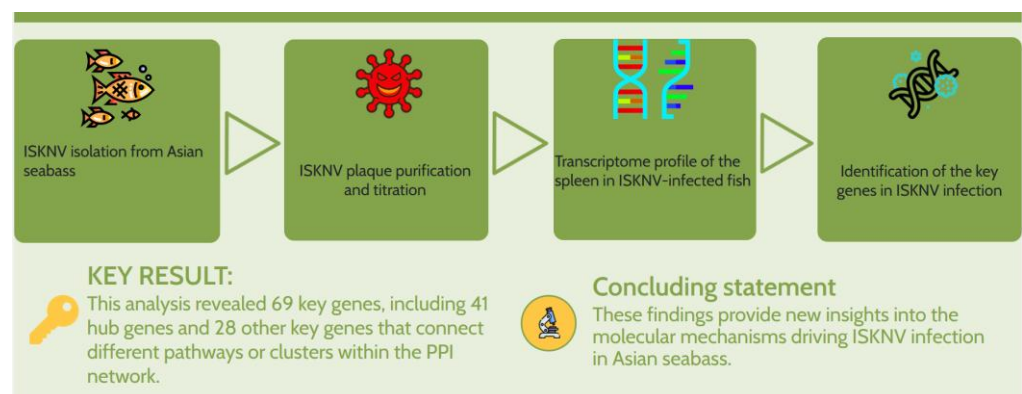 ISKNV isolation from Asian
seabass
ISKNV plaque purification
and titration
Transcriptome profile of the
spleen in ISKNV-infected fish
Identification of the key
genes in ISKNV infection
KEY RESULT:
This analysis revealed 69 key genes, including 41
hub genes and 28 other key genes that connect
different pathways or clusters within the PPI
network.
Concluding statement
These findings provide new insights into the
molecular mechanisms driving ISKNV infection
in Asian seabass.